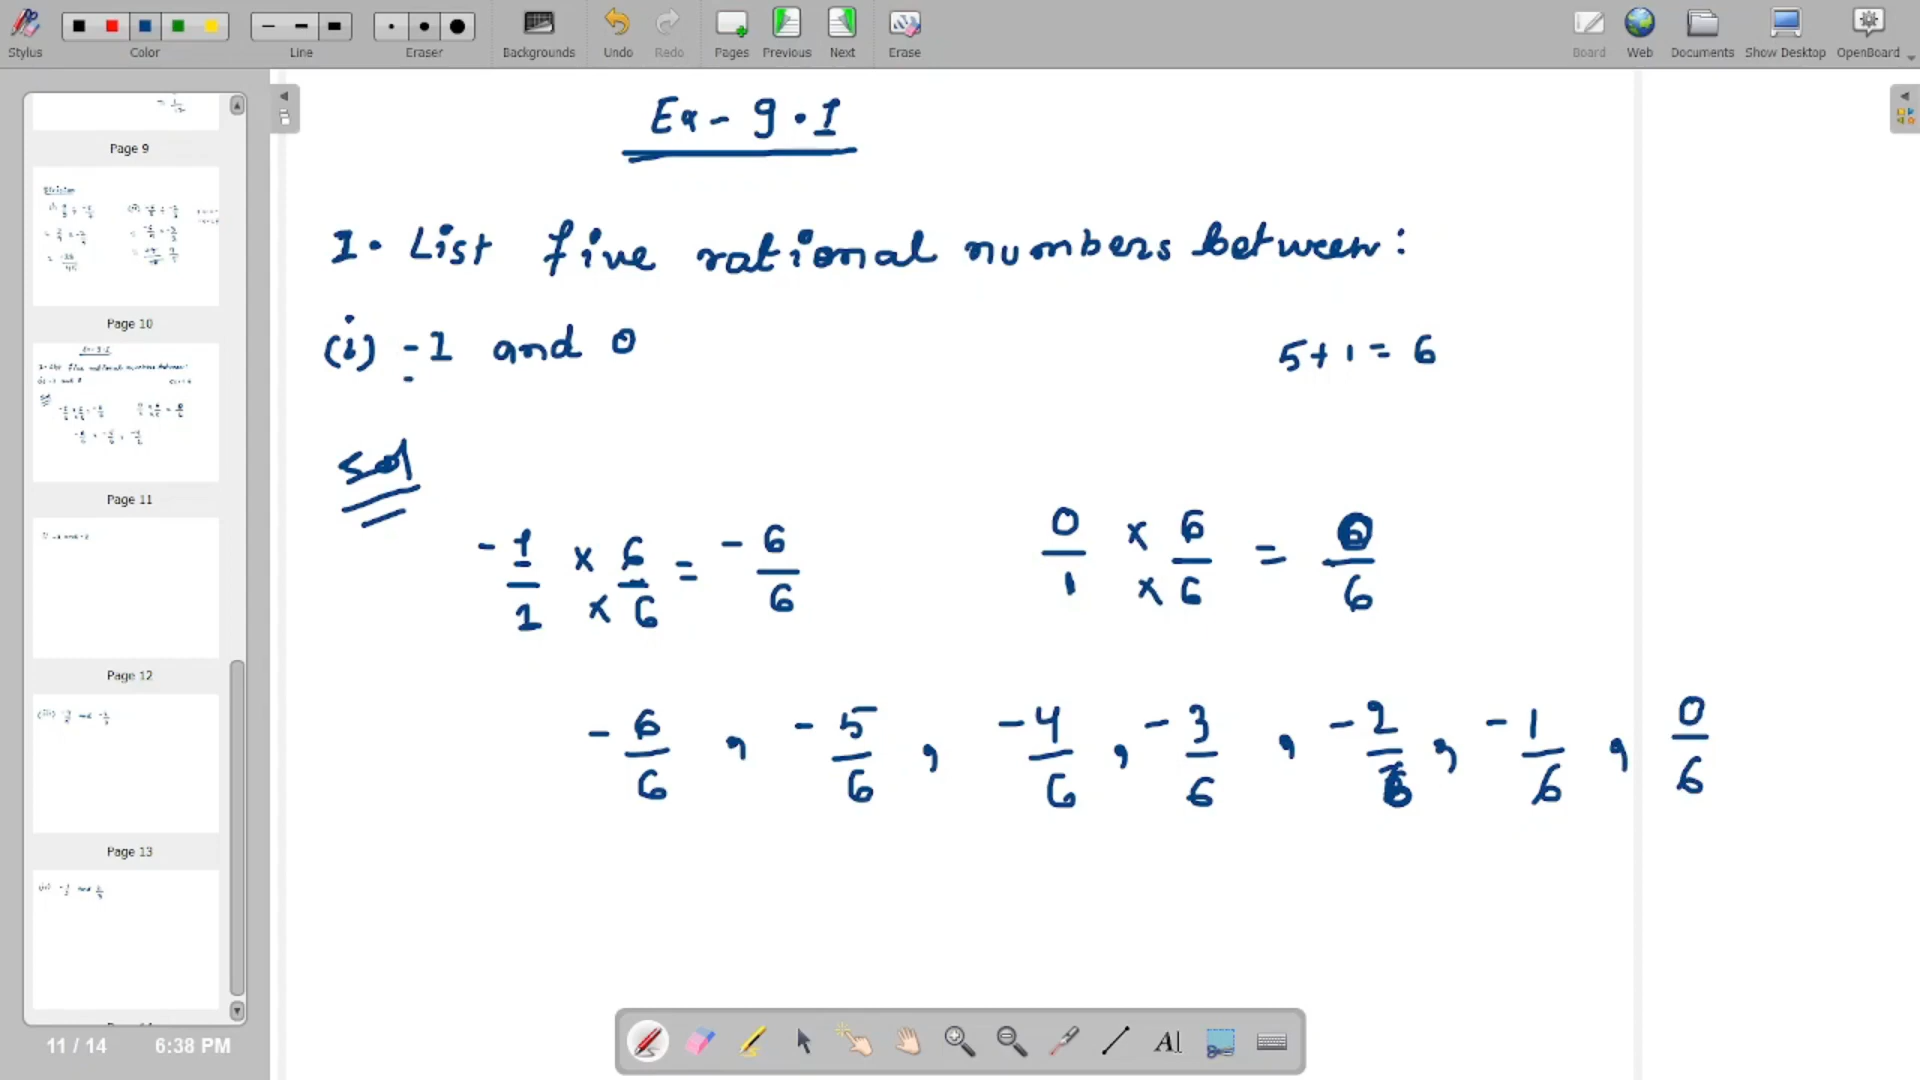 Stylus Color Line Eraser Backgrounds Undo Redo Pages Previous Next Erase Board Web Documents Show Desktop OpenBoard
Page 9
Page 10
Page 11
Page 12
Page 13
11 / 14 6:38 PM
Ex - 9.1
1. List five rational numbers between:
(i) -1 and 0 5+1 = 6
Sol
-1/1 × 6/× 6 = -6/6 0/1 × 6/× 6 = 0/6
-6/6 , -5/6 , -4/6 , -3/6 , -2/6 , -1/6 , 0/6